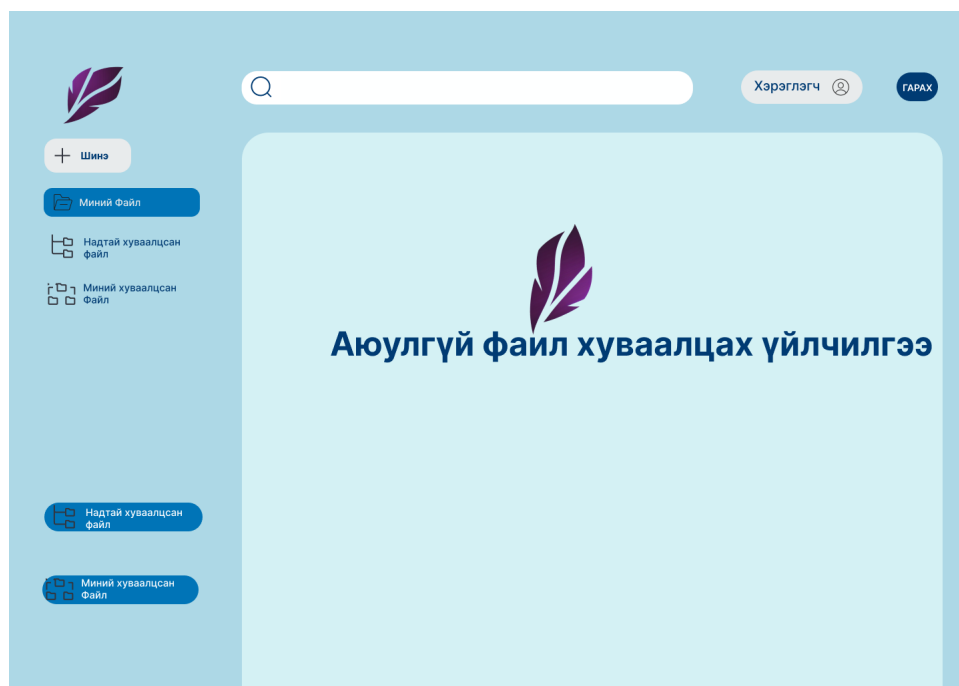 Хэрэглэгч
ГАРАХ
Шинэ
Миний Файл
Надтай хуваалцсан
файл
Миний хуваалцсан
Файл
Аюулгүй файл хуваалцах үйлчилгээ
Надтай хуваалцсан
файл
Миний хуваалцсан
Файл